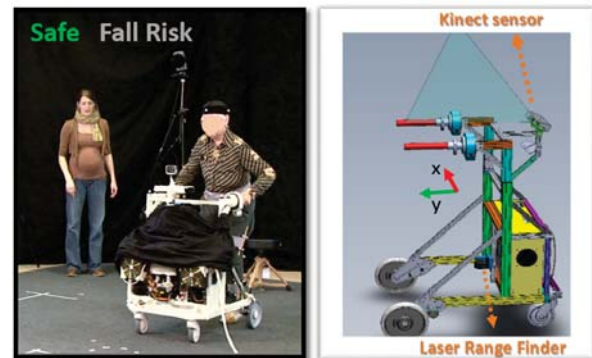 Safe Fall Risk
Kinect sensor
x
y
Laser Range Finder